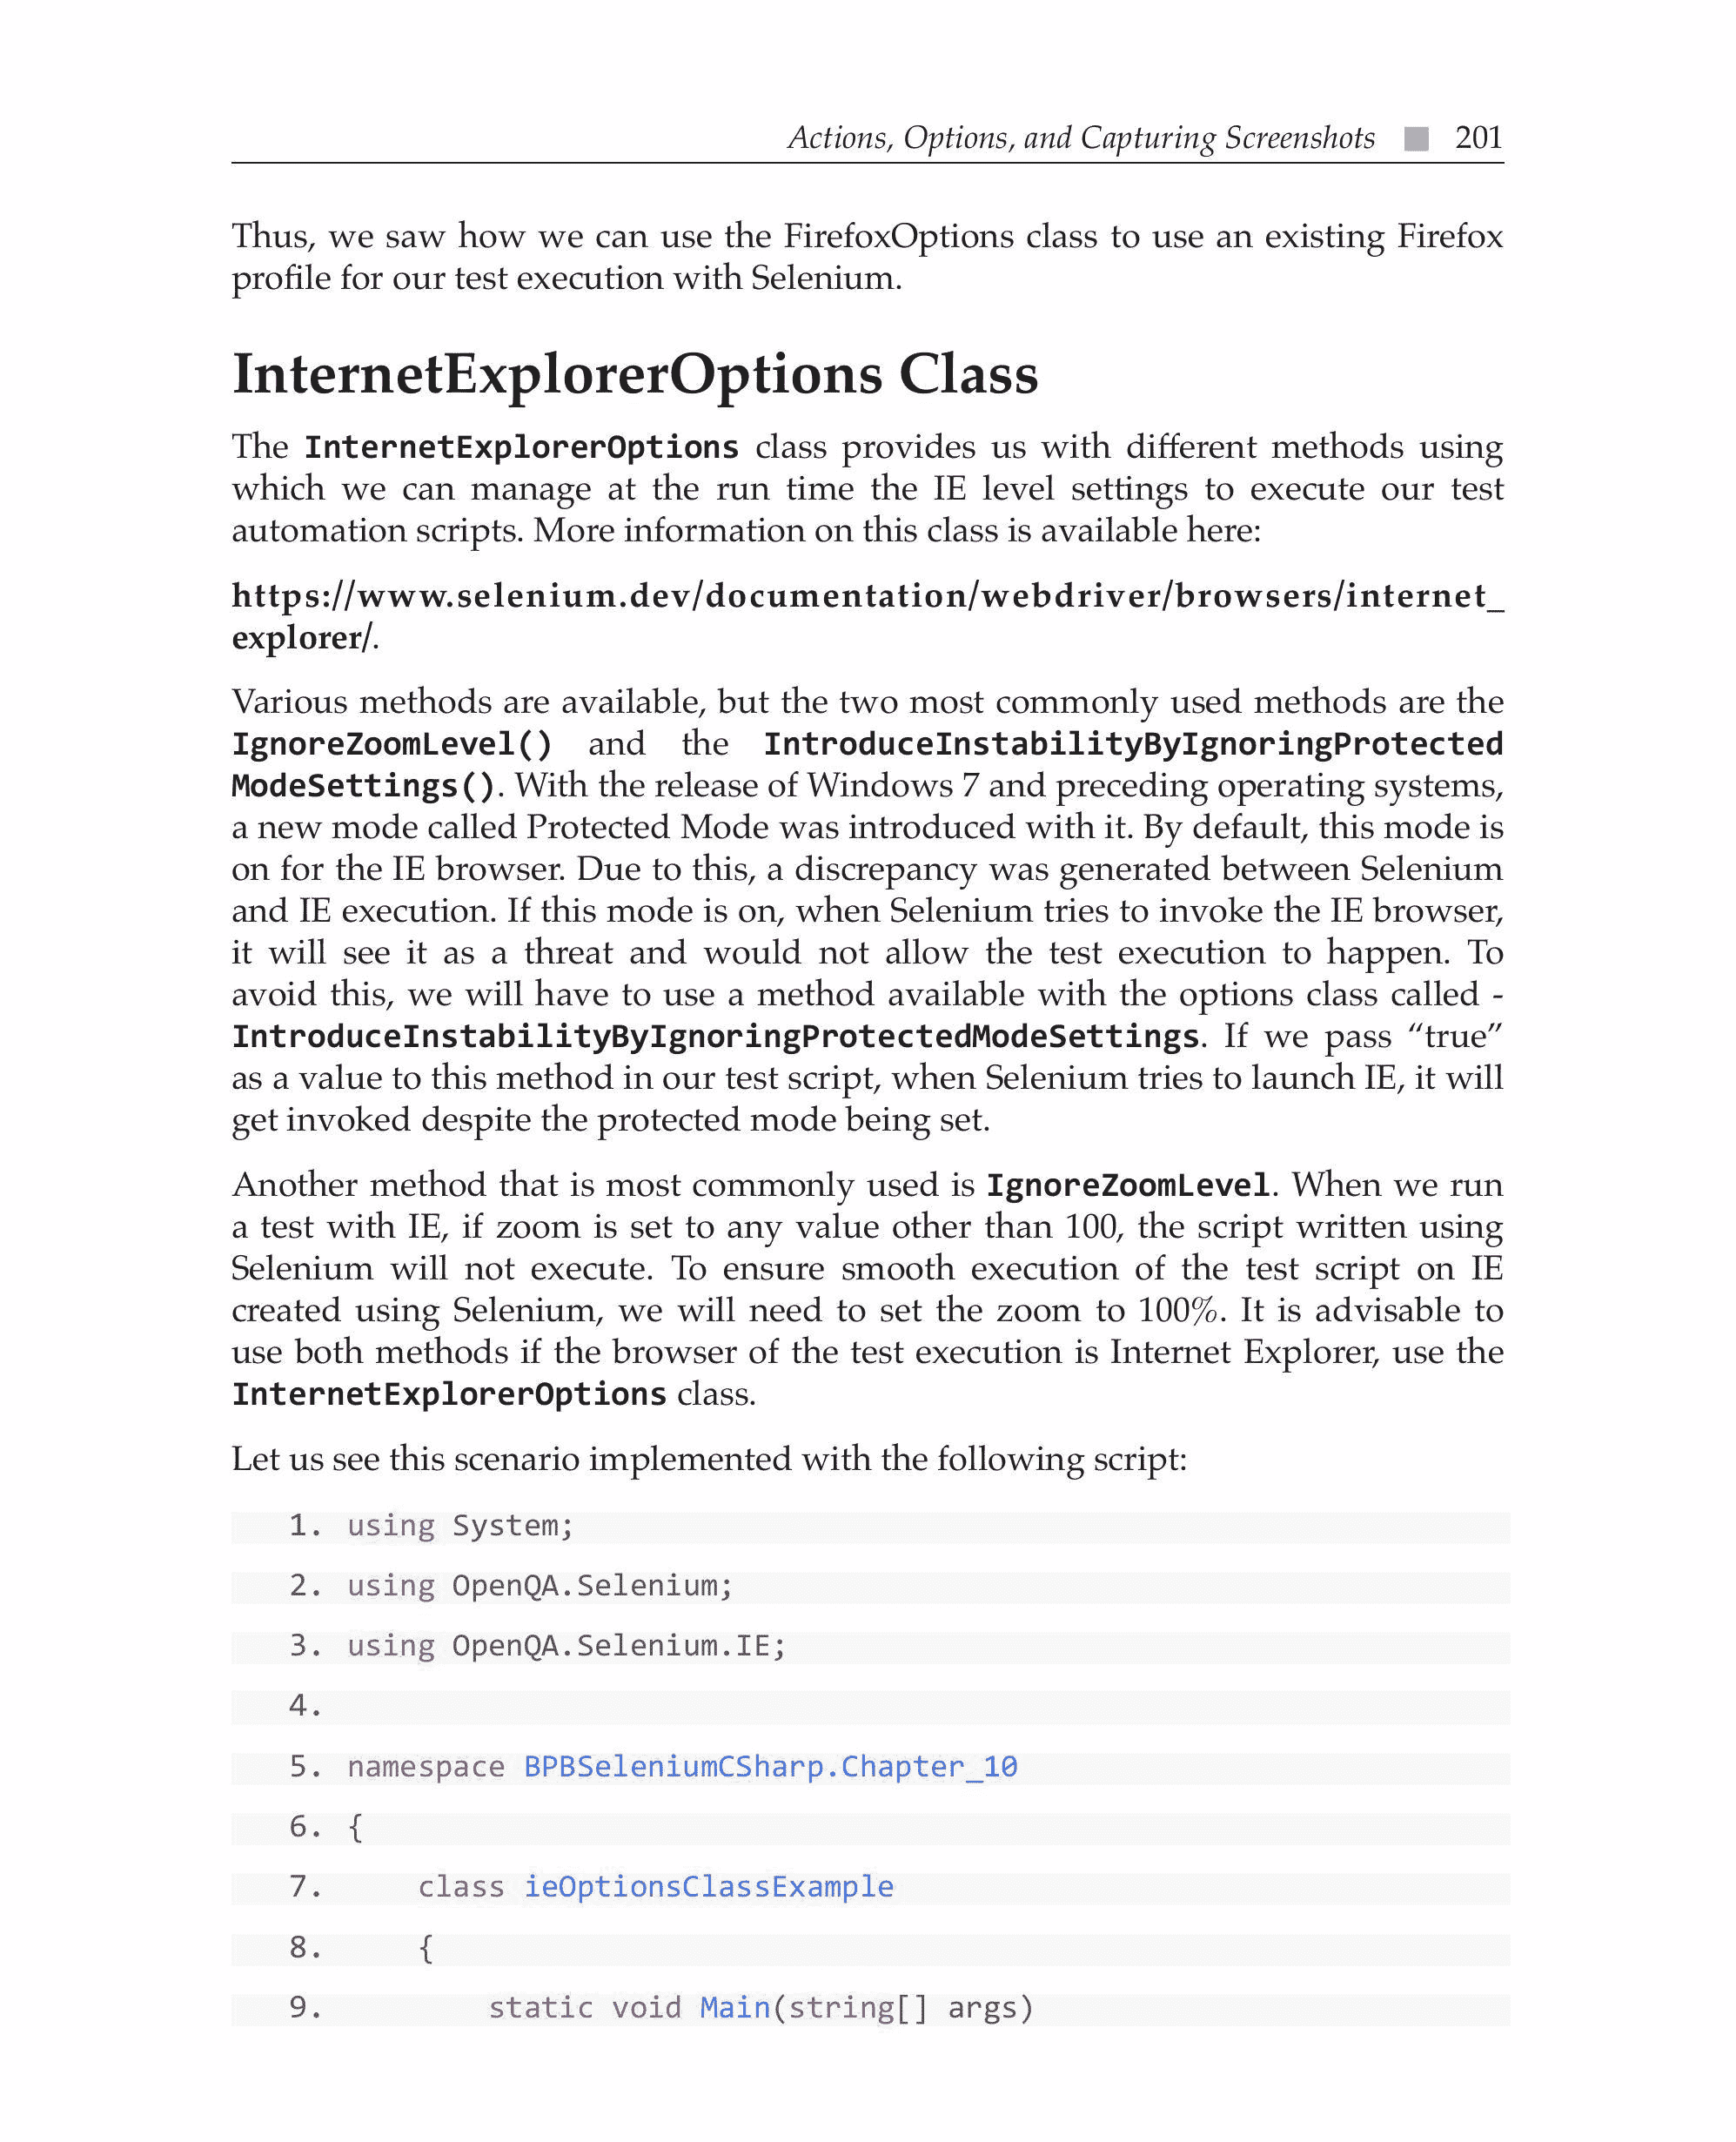 Actions, Options, and Capturing Screenshots 201
Thus, we saw how we can use the FirefoxOptions class to use an existing Firefox
profile for our test execution with Selenium.
InternetExplorerOptions Class
The InternetExplorerOptions class provides us with different methods using
which we can manage at the run time the IE level settings to execute our test
automation scripts. More information on this class is available here:
https://www.selenium.dev/documentation/webdriver/browsers/internet_
explorer/.
Various methods are available, but the two most commonly used methods are the
IgnoreZoomLevel() and the IntroduceInstabilityByIgnoringProtected
ModeSettings(). With the release of Windows 7 and preceding operating systems,
a new mode called Protected Mode was introduced with it. By default, this mode is
on for the IE browser. Due to this, a discrepancy was generated between Selenium
and IE execution. If this mode is on, when Selenium tries to invoke the IE browser,
it will see it as a threat and would not allow the test execution to happen. To
avoid this, we will have to use a method available with the options class called -
IntroduceInstabilityByIgnoringProtectedModeSettings. If we pass “true”
as a value to this method in our test script, when Selenium tries to launch IE, it will
get invoked despite the protected mode being set.
Another method that is most commonly used is IgnoreZoomLevel. When we run
a test with IE, if zoom is set to any value other than 100, the script written using
Selenium will not execute. To ensure smooth execution of the test script on IE
created using Selenium, we will need to set the zoom to 100%. It is advisable to
use both methods if the browser of the test execution is Internet Explorer, use the
InternetExplorerOptions class.
Let us see this scenario implemented with the following script:
1. using System;
2. using OpenQA.Selenium;
3. using OpenQA.Selenium.IE;
4.
5. namespace BPBSeleniumCSharp.Chapter_10
6. {
7. class ieOptionsClassExample
8. {
9. static void Main(string[] args)